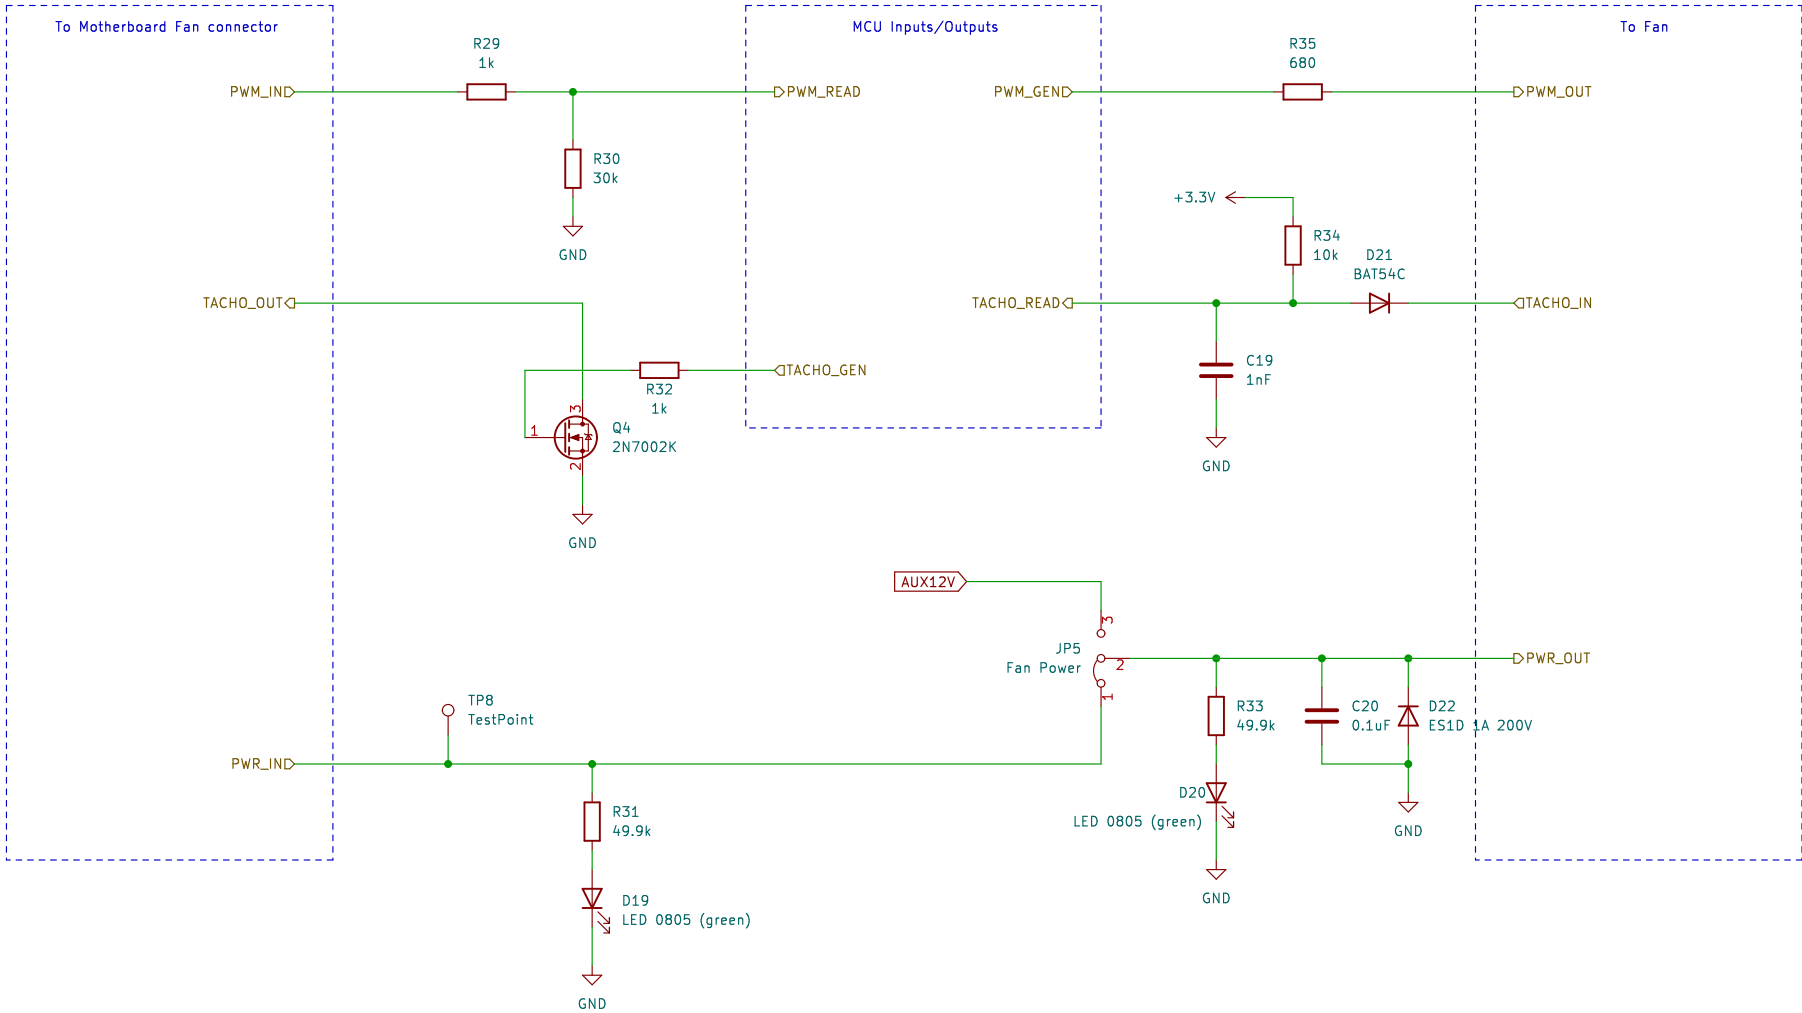 To Motherboard Fan connector
MCU Inputs/Outputs
To Fan
R29
1k
R35
680
PWM_IN
PWM_READ
PWM_GEN
PWM_OUT
R30
30k
GND
+3.3V
R34
10k
D21
BAT54C
TACHO_OUT
TACHO_READ
TACHO_IN
TACHO_GEN
R32
1k
C19
1nF
3
1
2
Q4
2N7002K
GND
GND
AUX12V
3
JP5
Fan Power
2
1
PWR_OUT
TP8
TestPoint
R33
49.9k
C20
0.1uF
D22
ES1D 1A 200V
PWR_IN
D20
LED 0805 (green)
GND
R31
49.9k
GND
D19
LED 0805 (green)
GND